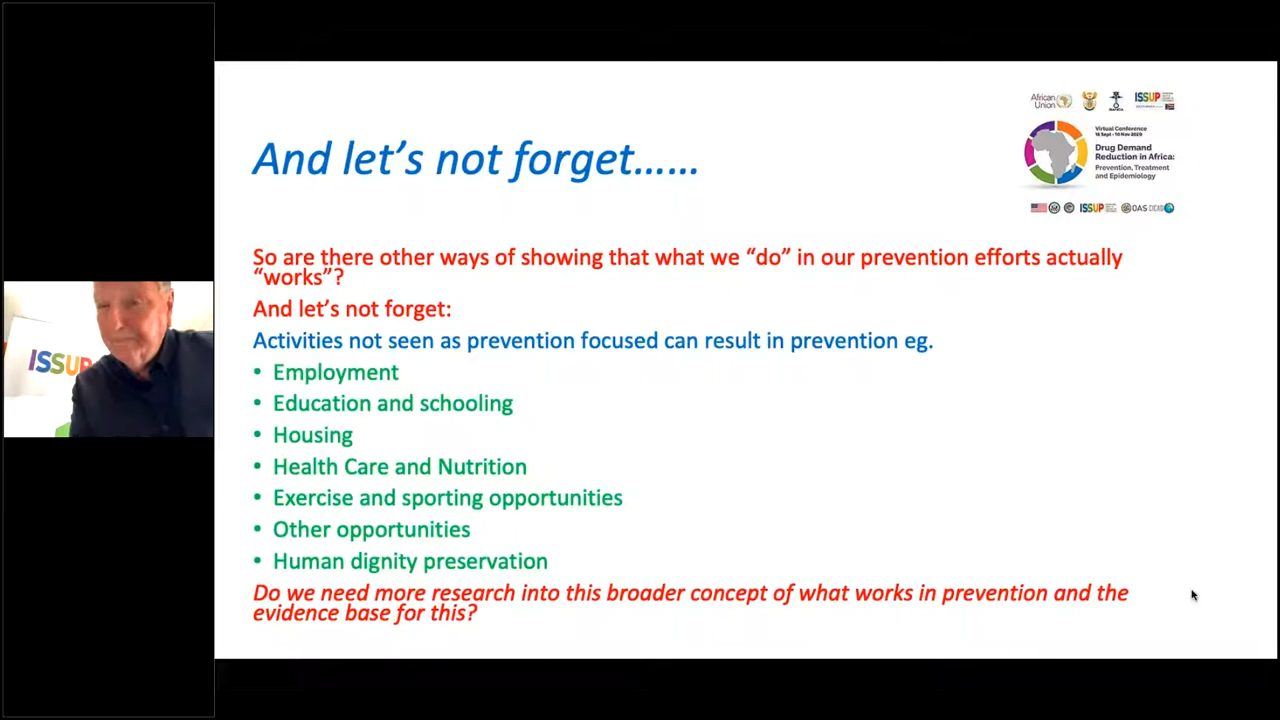 And let's not forget……
African
Union
ISSUP
Virtual Conference
16 Sept - 10 Nov 2020
Drug Demand
Reduction in Africa:
Prevention, Treatment
and Epidemiology
ISSUP
OAS
So are there other ways of showing that what we “do” in our prevention efforts actually
“works”?
And let's not forget:
Activities not seen as prevention focused can result in prevention eg.
• Employment
• Education and schooling
• Housing
• Health Care and Nutrition
• Exercise and sporting opportunities
• Other opportunities
• Human dignity preservation
Do we need more research into this broader concept of what works in prevention and the
evidence base for this?
ISSUP